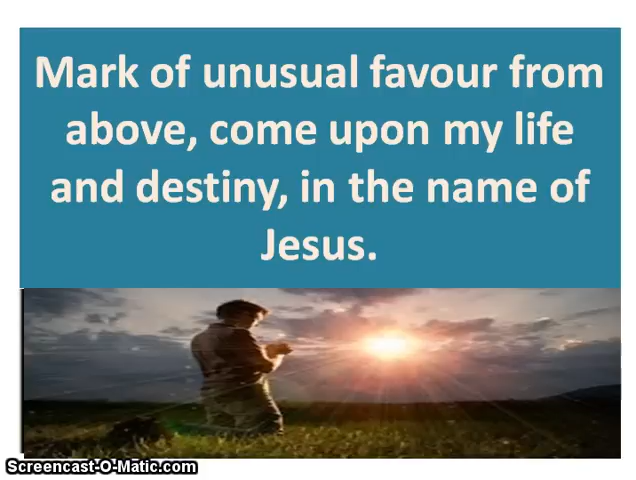 Mark of unusual favour from
above, come upon my life
and destiny, in the name of
Jesus.
Screencast-O-Matic.com